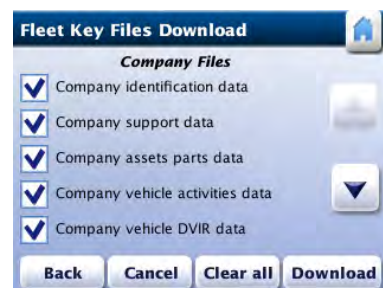 Fleet Key Files Download
Company Files
Company identification data
Company support data
Company assets parts data
Company vehicle activities data
Company vehicle DVIR data
Back Cancel Clear all Download